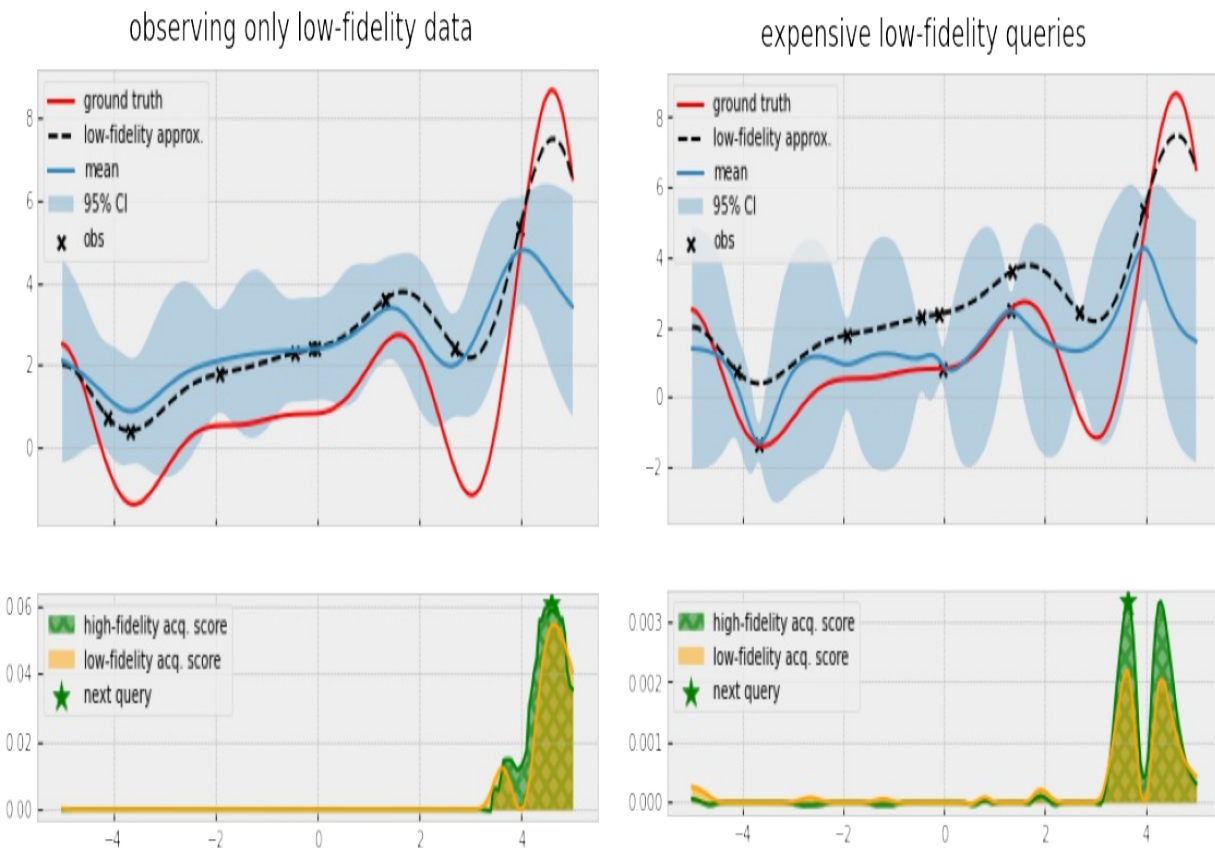 observing only low-fidelity data
ground truth
low-fidelity approx.
mean
95% CI
obs
8
6
4
2
0
high-fidelity acq. score
low-fidelity acq. score
next query
0.06
0.04
0.02
0.00
−4
−2
0
2
4
expensive low-fidelity queries
ground truth
low-fidelity approx.
mean
95% CI
obs
8
6
4
2
0
−2
high-fidelity acq. score
low-fidelity acq. score
next query
0.003
0.002
0.001
0.000
−4
−2
0
2
4